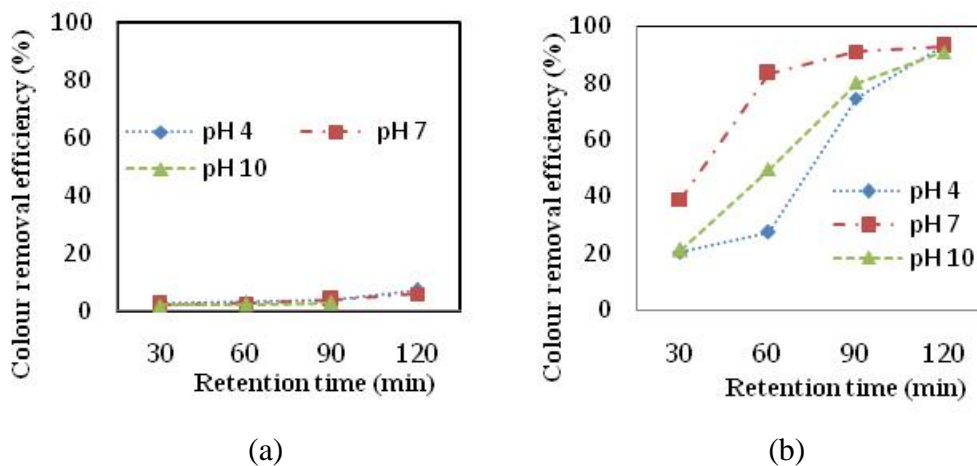 Colour removal efficiency (%)
100
80
60
40
20
0
pH 4
pH 7
pH 10
30 60 90 120
Retention time (min)
(a)
Colour removal efficiency (%)
100
80
60
40
20
0
pH 4
pH 7
pH 10
30 60 90 120
Retention time (min)
(b)